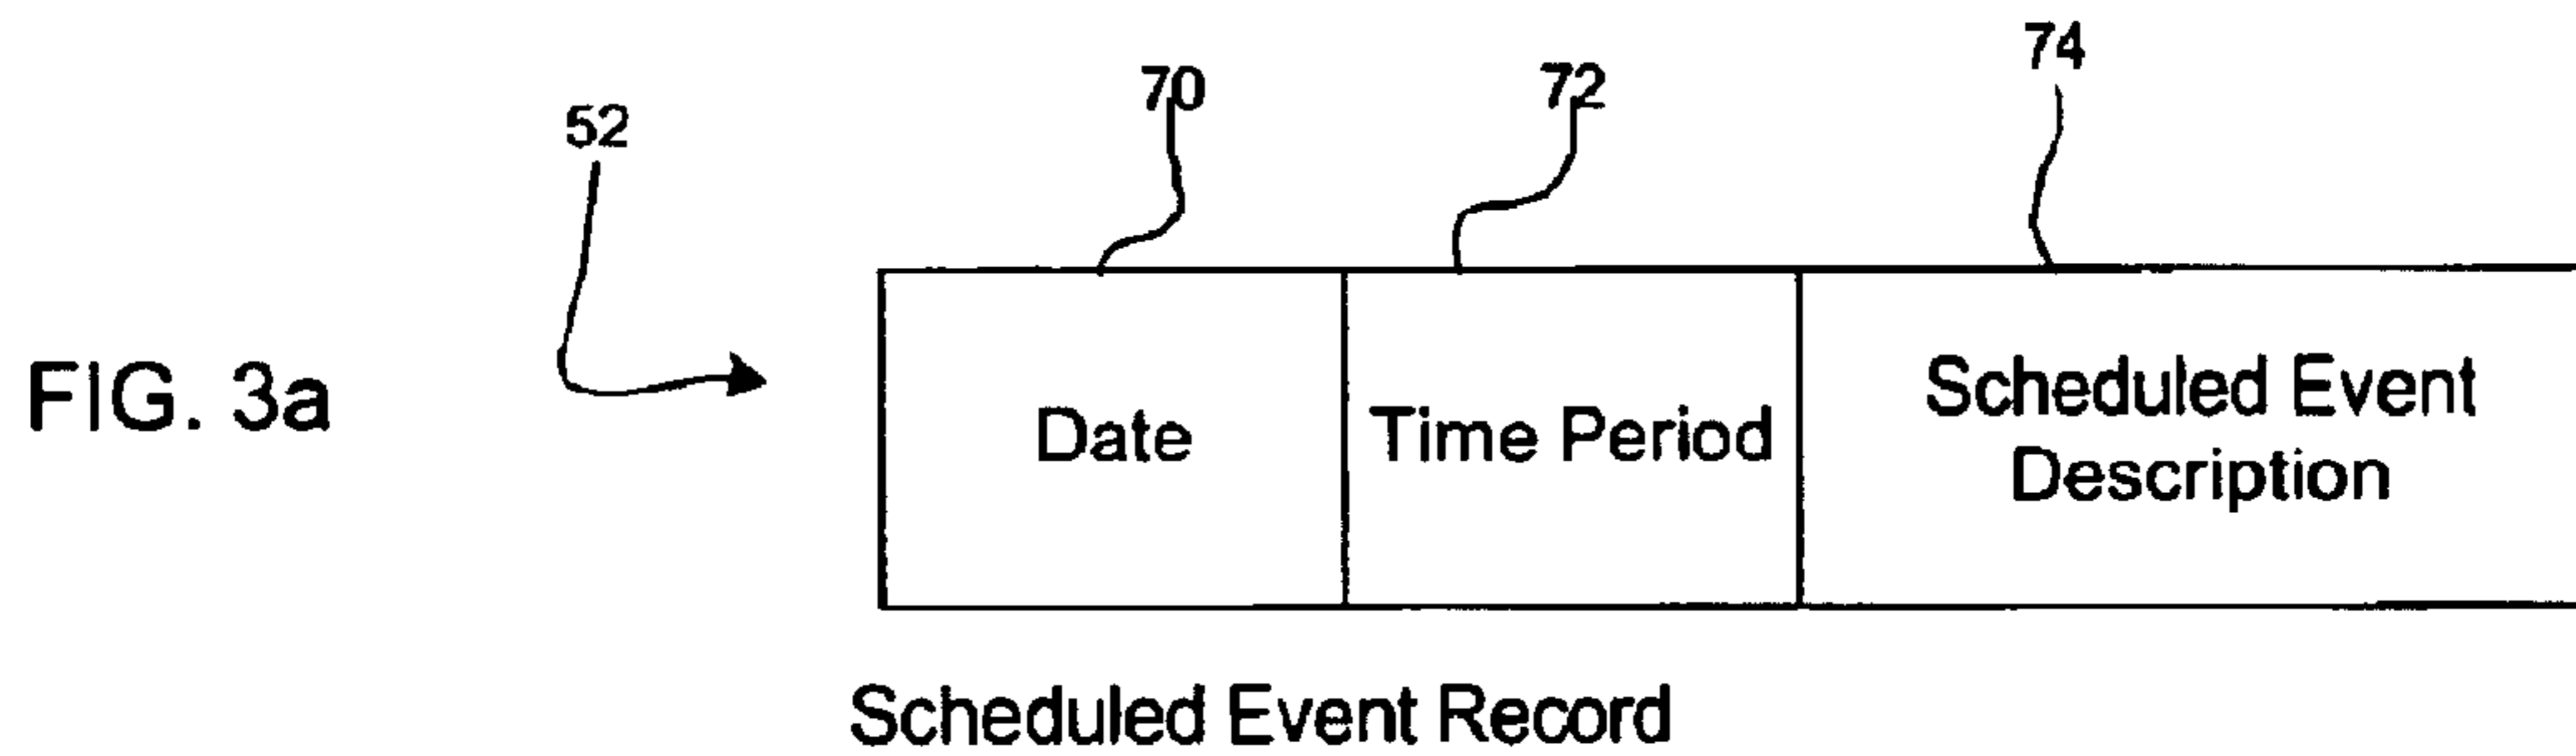 74
70
72
52
FIG. 3a
Date
Time Period
Scheduled Event
Description
Scheduled Event Record